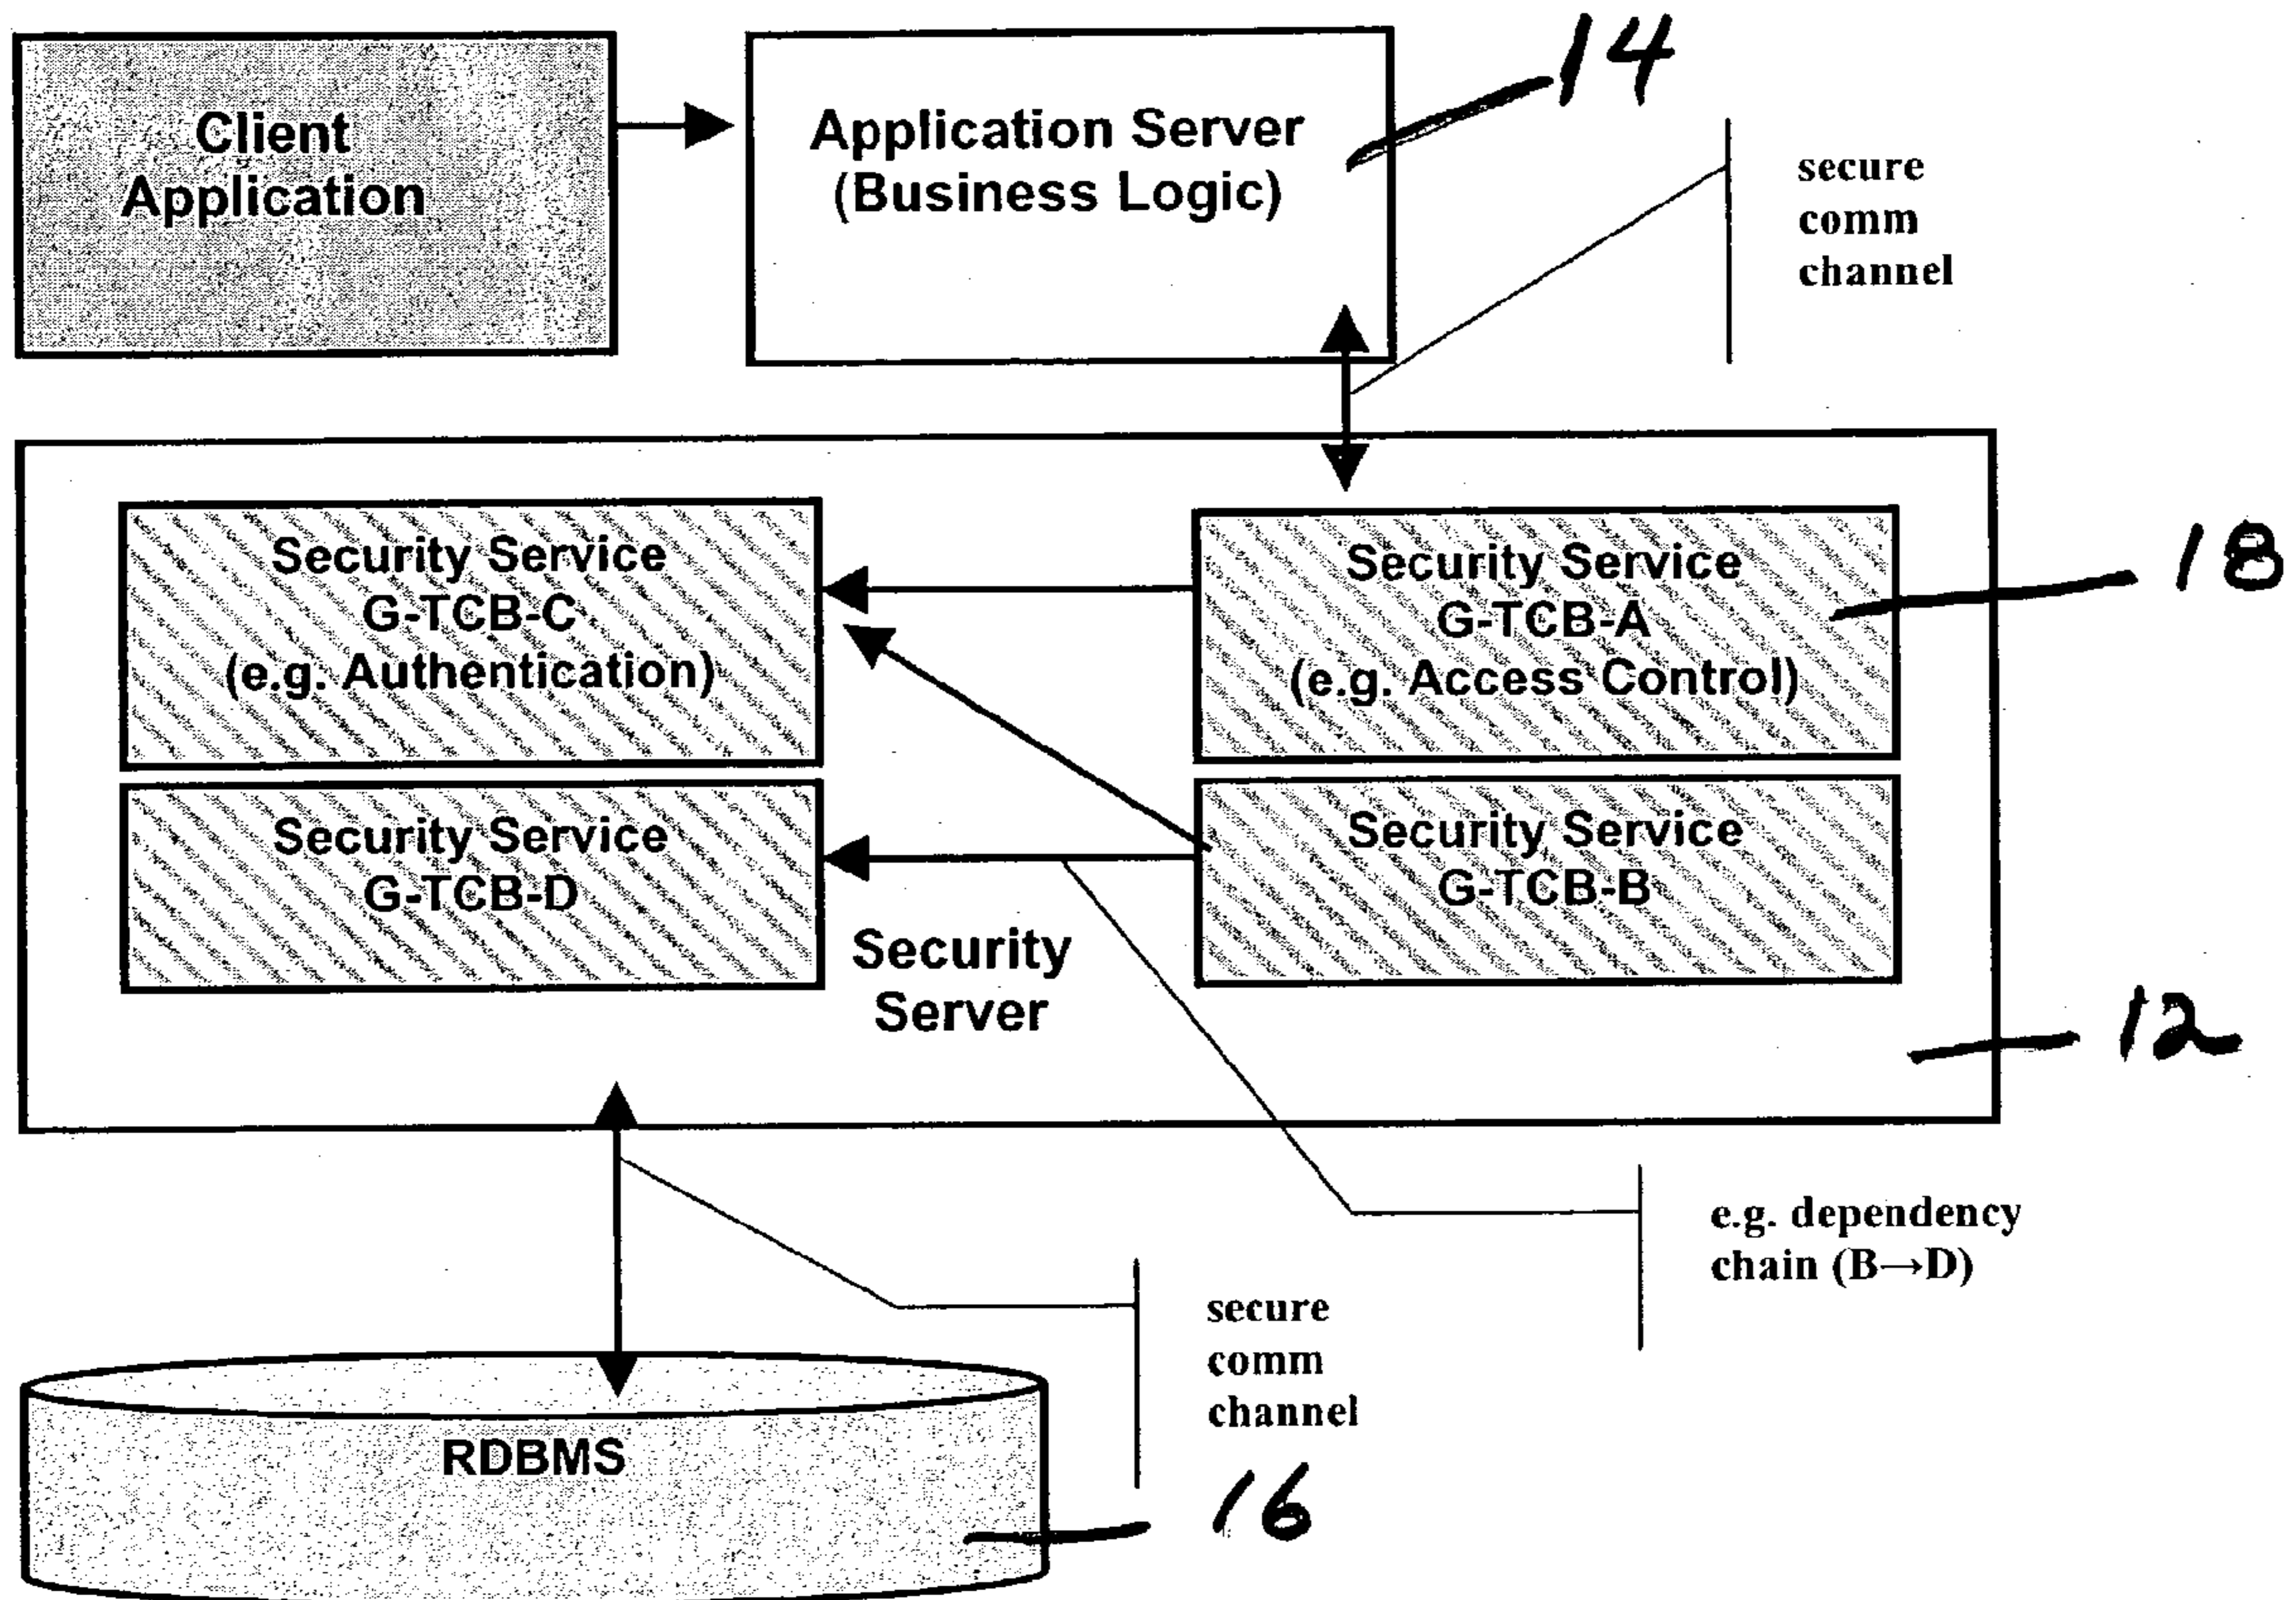 Client
Application
Application Server
(Business Logic)
14
secure
comm
channel
Security Service
G-TCB-C
(e.g. Authentication)
Security Service
G-TCB-A
(e.g. Access Control)
18
Security Service
G-TCB-D
Security Service
G-TCB-B
Security
Server
12
e.g. dependency
chain (B→D)
secure
comm
channel
RDBMS
16